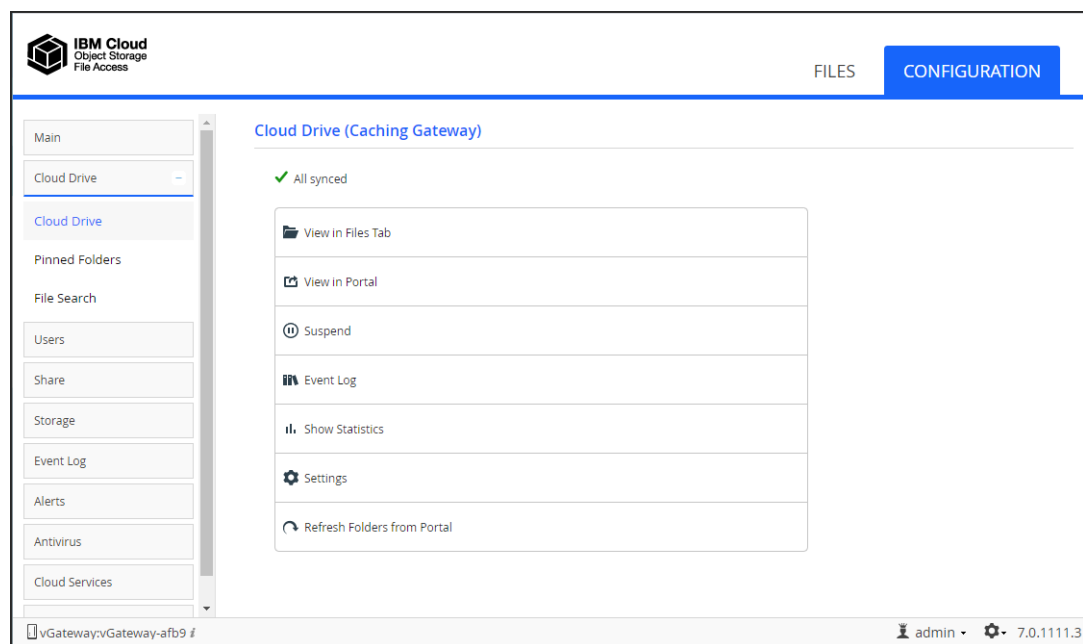 IBM Cloud
Object Storage
File Access
FILES
CONFIGURATION
Main
Cloud Drive
Cloud Drive
Pinned Folders
File Search
Users
Share
Storage
Event Log
Alerts
Antivirus
Cloud Services
Cloud Drive (Caching Gateway)
All synced
View in Files Tab
View in Portal
Suspend
Event Log
Show Statistics
Settings
Refresh Folders from Portal
vGateway:vGateway-afb9 i
admin
7.0.1111.3